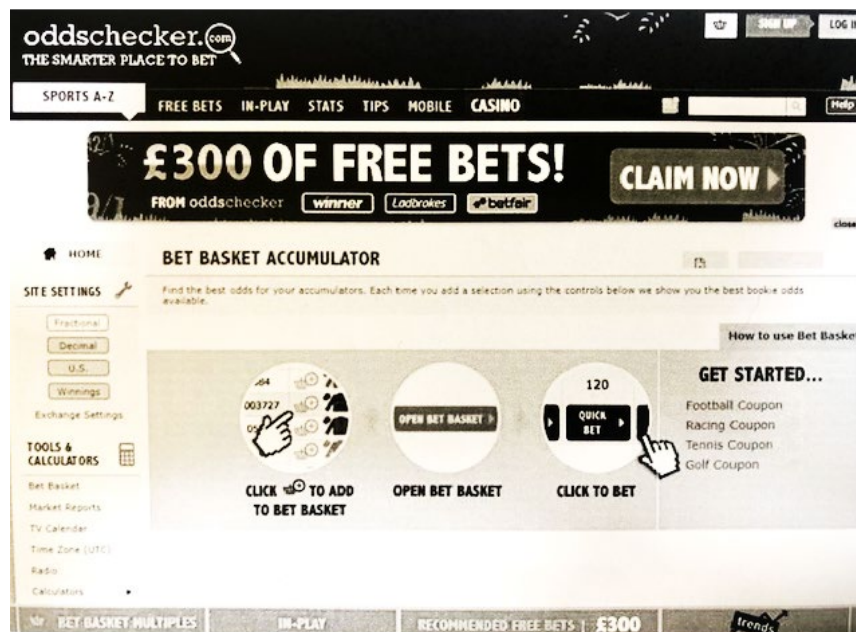 oddschecker.com
THE SMARTER PLACE TO BET
SIGN UP
LOG IN
SPORTS A-Z
FREE BETS IN-PLAY STATS TIPS MOBILE CASINO
Help
£300 OF FREE BETS!
CLAIM NOW
FROM oddschecker winner Ladbrokes betfair
close
HOME
BET BASKET ACCUMULATOR
SITE SETTINGS
Find the best odds for your accumulators. Each time you add a selection using the controls below we show you the best bookie odds
available.
Fractional
Decimal
U.S.
Winnings
Exchange Settings
How to use Bet Basket
GET STARTED...
Football Coupon
Racing Coupon
Tennis Coupon
Golf Coupon
003727
OPEN BET BASKET
120
QUICK
BET
CLICK TO ADD
TO BET BASKET
OPEN BET BASKET
CLICK TO BET
TOOLS &
CALCULATORS
Bet Basket
Market Reports
TV Calendar
Time Zone (UTC)
Radio
Calculators
BET BASKET MULTIPLES
IN-PLAY
RECOMMENDED FREE BETS £300
trends